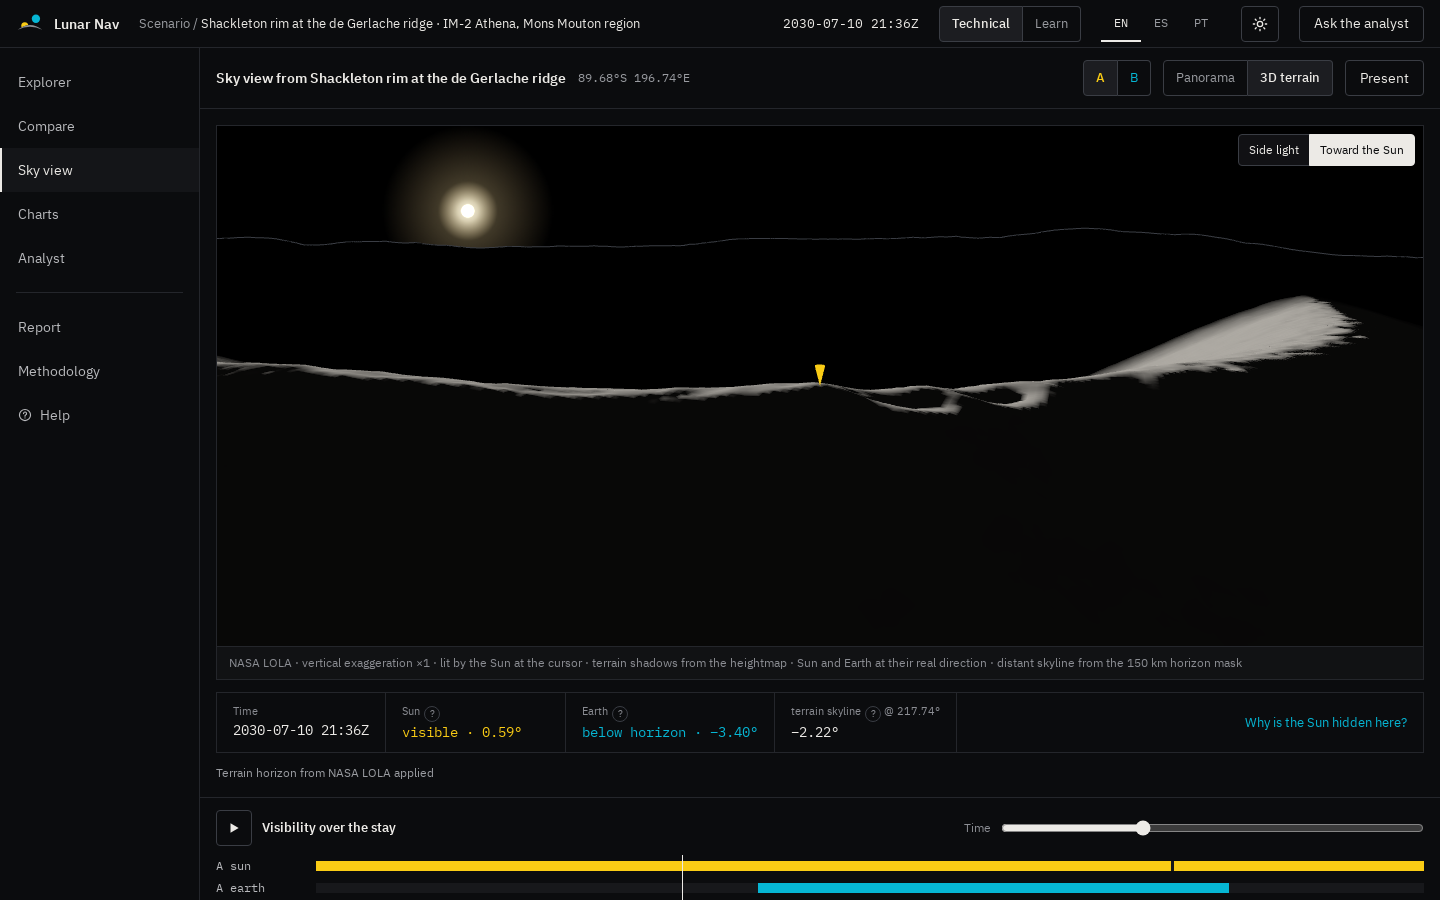 Lunar Nav
Scenario / Shackleton rim at the de Gerlache ridge · IM-2 Athena, Mons Mouton region
2030-07-10 21:36Z
Technical
Learn
EN
ES
PT
Ask the analyst
Explorer
Compare
Sky view
Charts
Analyst
Report
Methodology
? Help
Sky view from Shackleton rim at the de Gerlache ridge
89.68°S 196.74°E
A
B
Panorama
3D terrain
Present
Side light
Toward the Sun
NASA LOLA · vertical exaggeration ×1 · lit by the Sun at the cursor · terrain shadows from the heightmap · Sun and Earth at their real direction · distant skyline from the 150 km horizon mask
Time
2030-07-10 21:36Z
Sun ?
visible · 0.59°
Earth ?
below horizon · −3.40°
terrain skyline ? @ 217.74°
−2.22°
Why is the Sun hidden here?
Terrain horizon from NASA LOLA applied
Visibility over the stay
Time
A sun
A earth